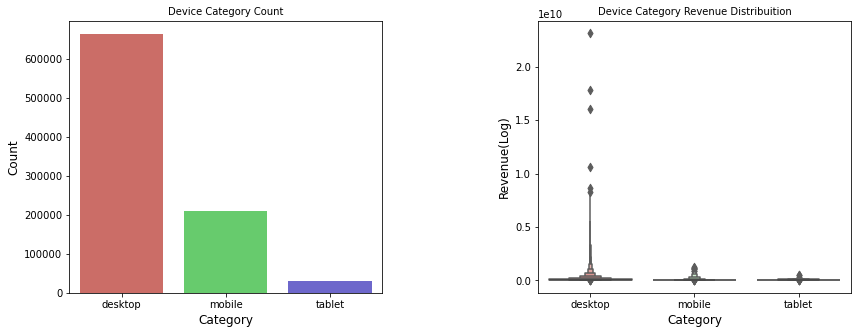 Device Category Count
Count
600000
500000
400000
300000
200000
100000
0
desktop mobile tablet
Category
Device Category Revenue Distribuition
1e10
Revenue(Log)
2.0
1.5
1.0
0.5
0.0
desktop mobile tablet
Category